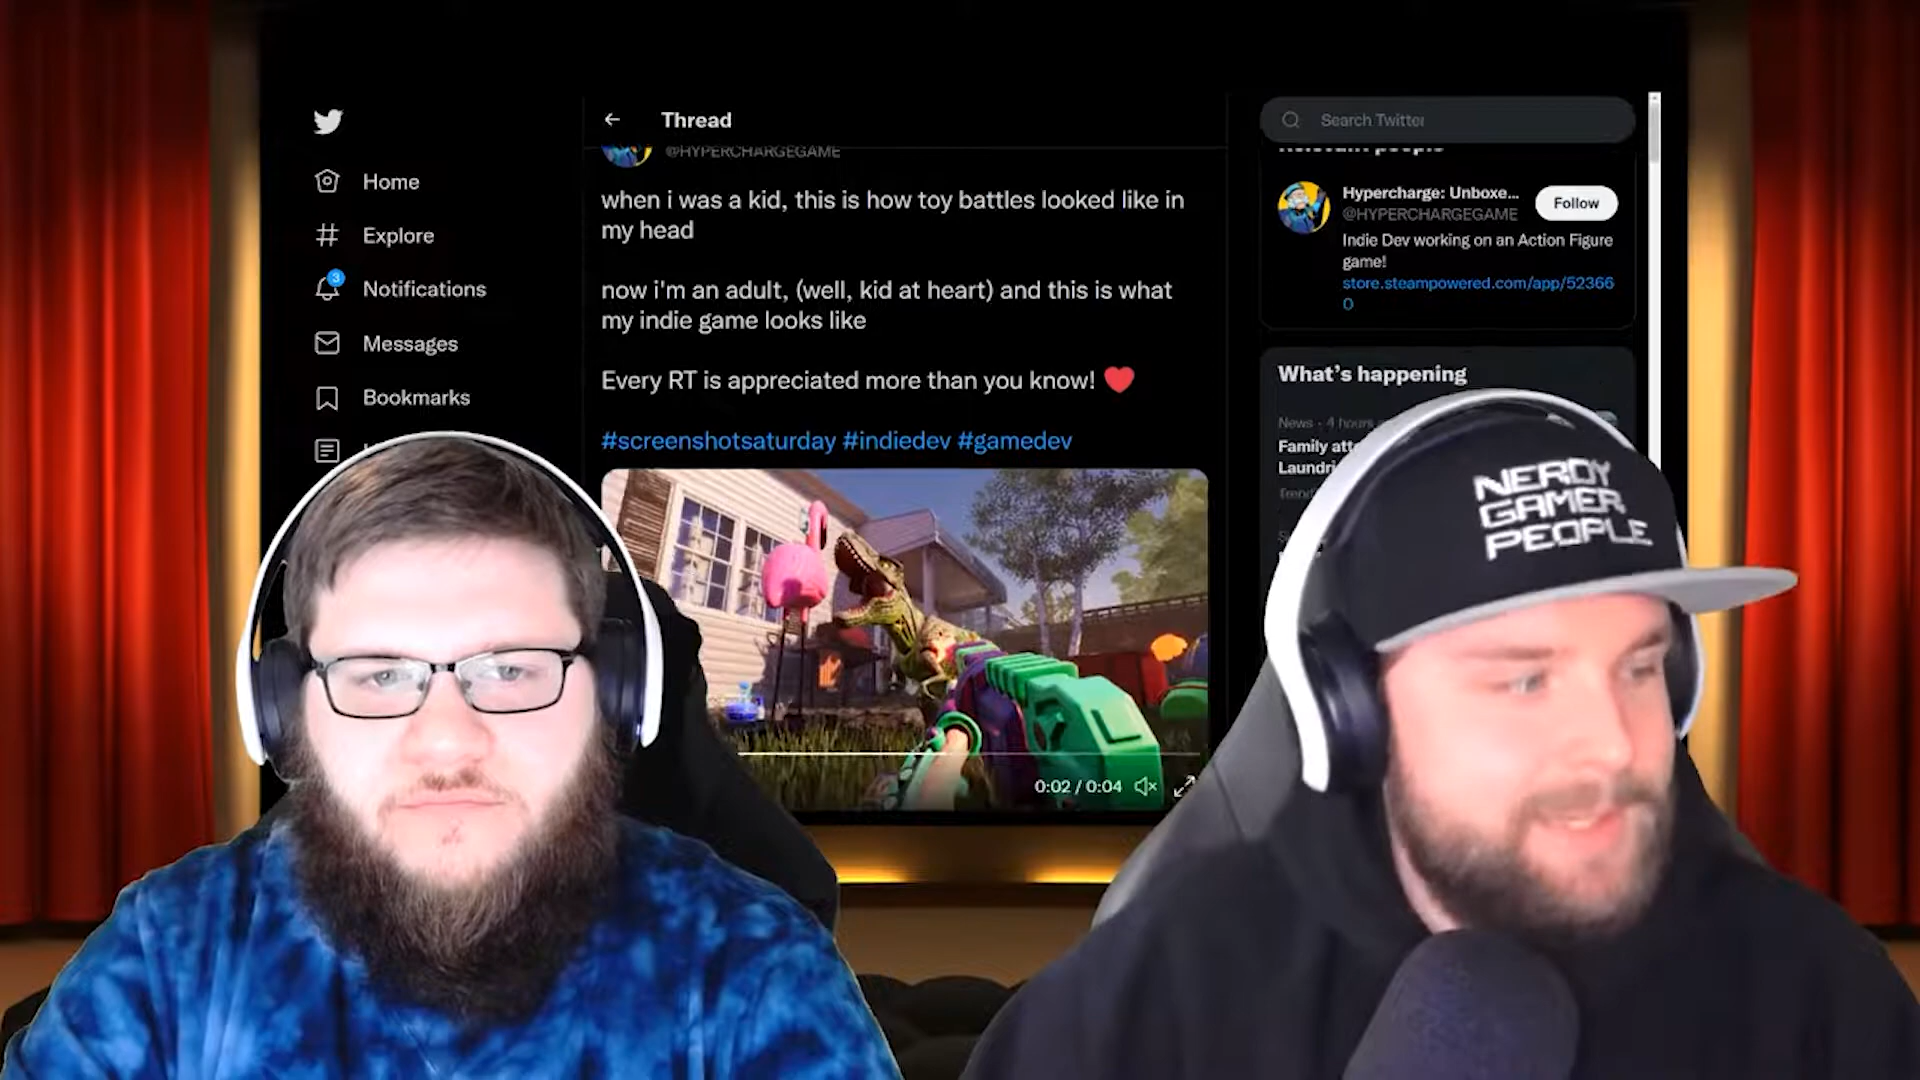 Thread
Search Twitter
@HYPERCHARGEGAME
Relevant people
Home
Explore
3
Notifications
Messages
Bookmarks
when i was a kid, this is how toy battles looked like in
my head
now i'm an adult, (well, kid at heart) and this is what
my indie game looks like
Every RT is appreciated more than you know!
#screenshotsaturday #indiedev #gamedev
0:02 / 0:04
Hypercharge: Unboxe...
@HYPERCHARGEGAME
Follow
Indie Dev working on an Action Figure
game!
store.steampowered.com/app/52366
0
What's happening
News · 4 hours
Family
NERDY
GAMER
PEOPLE